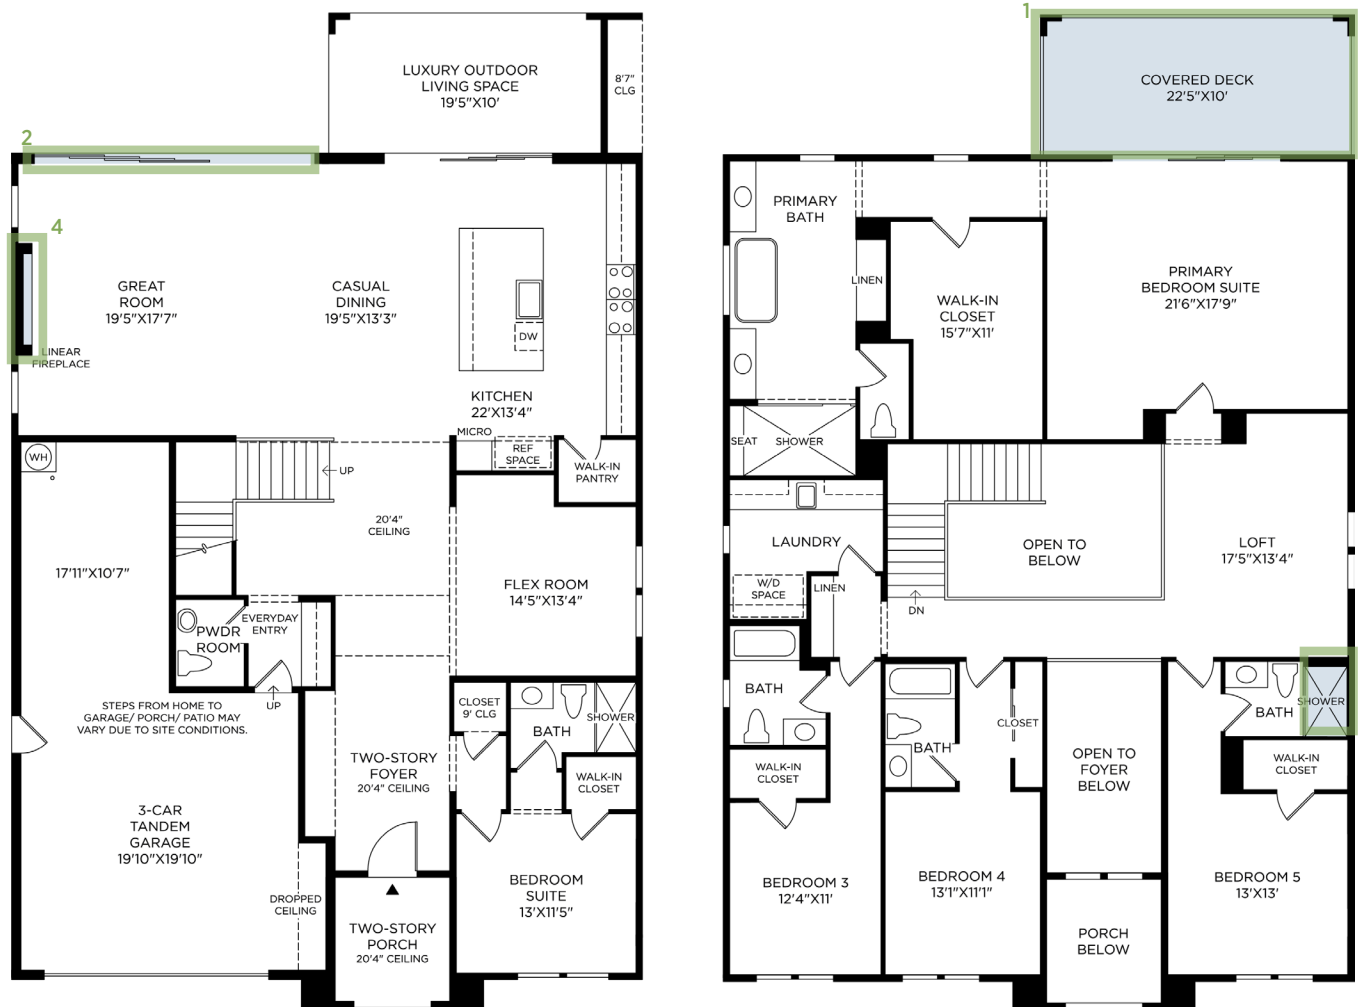 LUXURY OUTDOOR
LIVING SPACE
19'5"X10'
8'7"
CLG
2
4
GREAT
ROOM
19'5"X17'7"
CASUAL
DINING
19'5"X13'3"
DW
LINEAR
FIREPLACE
KITCHEN
22'X13'4"
MICRO
REF
SPACE
WALK-IN
PANTRY
WH
UP
20'4"
CEILING
17'11"X10'7"
FLEX ROOM
14'5"X13'4"
PWDR
ROOM
EVERYDAY
ENTRY
UP
STEPS FROM HOME TO
GARAGE/ PORCH/ PATIO MAY
VARY DUE TO SITE CONDITIONS.
CLOSET
9' CLG
BATH
SHOWER
WALK-IN
CLOSET
TWO-STORY
FOYER
20'4" CEILING
3-CAR
TANDEM
GARAGE
19'10"X19'10"
DROPPED
CEILING
BEDROOM
SUITE
13'X11'5"
TWO-STORY
PORCH
20'4" CEILING
1
COVERED DECK
22'5"X10'
PRIMARY
BATH
LINEN
WALK-IN
CLOSET
15'7"X11'
PRIMARY
BEDROOM SUITE
21'6"X17'9"
SEAT
SHOWER
LAUNDRY
W/D
SPACE
LINEN
DN
OPEN TO
BELOW
LOFT
17'5"X13'4"
BATH
WALK-IN
CLOSET
BATH
CLOSET
OPEN TO
FOYER
BELOW
BATH
SHOWER
WALK-IN
CLOSET
BEDROOM 3
12'4"X11'
BEDROOM 4
13'1"X11'1"
BEDROOM 5
13'X13'
PORCH
BELOW